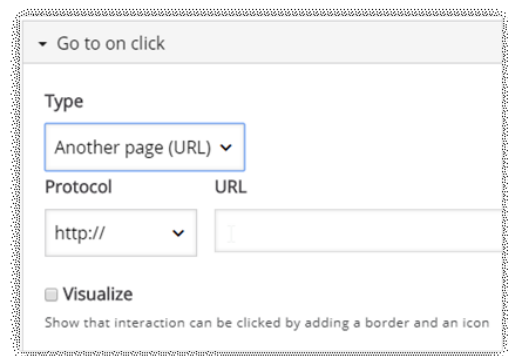 Go to on click
Type
Another page (URL)
Protocol URL
http://
Visualize
Show that interaction can be clicked by adding a border and an icon